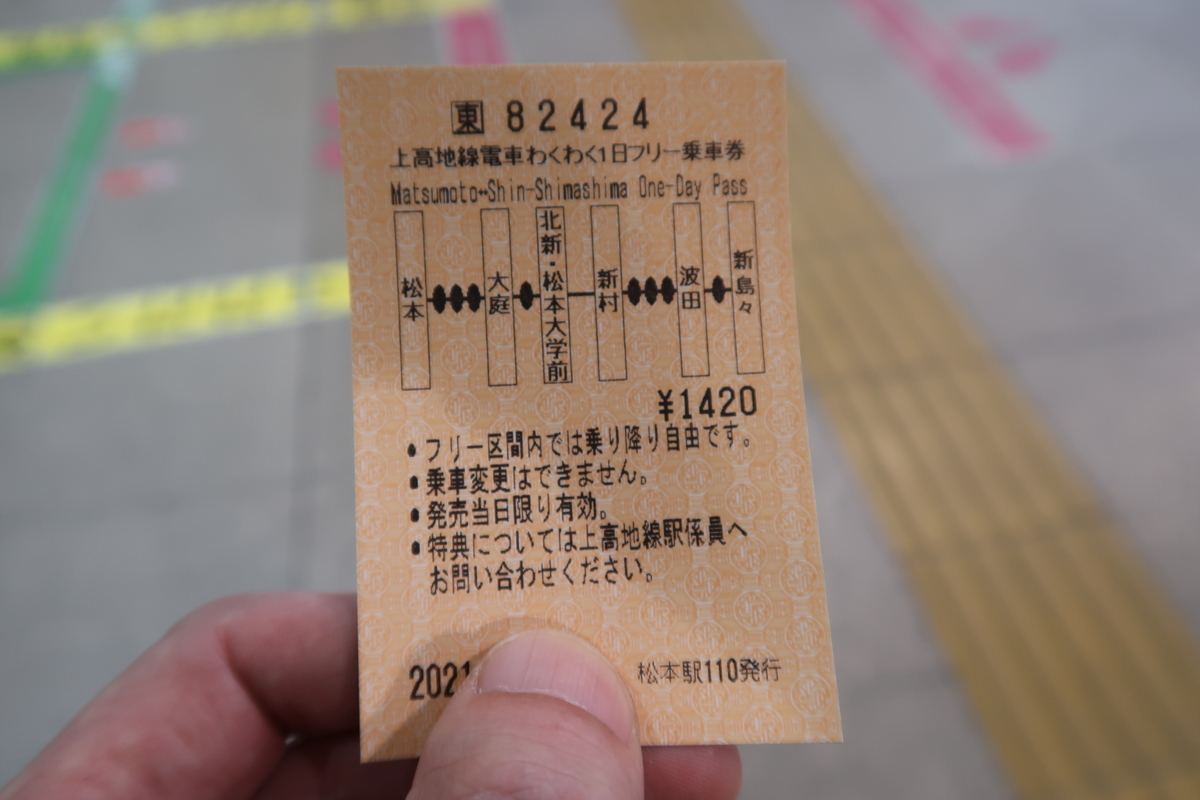 東 82424
上高地線電車わくわく1日フリー乗車券
Matsumoto↔Shin-Shimashima One-Day Pass
松本
大庭
北新・松本大学前
新村
波田
新島々
¥1420
●フリー区間内では乗り降り自由です。
●乗車変更はできません。
●発売当日限り有効。
●特典については上高地線駅係員へ
お問い合わせください。
2021
松本駅110発行